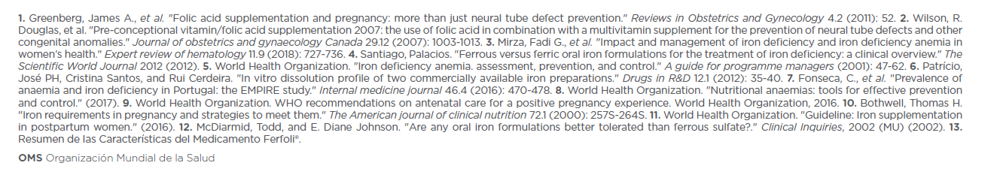 1. Greenberg, James A., et al. "Folic acid supplementation and pregnancy: more than just neural tube defect prevention." Reviews in Obstetrics and Gynecology 4.2 (2011): 52. 2. Wilson, R.
Douglas, et al. "Pre-conceptional vitamin/folic acid supplementation 2007: the use of folic acid in combination with a multivitamin supplement for the prevention of neural tube defects and other
congenital anomalies." Journal of obstetrics and gynaecology Canada 29.12 (2007): 1003-1013. 3. Mirza, Fadi G., et al. "Impact and management of iron deficiency and iron deficiency anemia in
women's health." Expert review of hematology 11.9 (2018): 727-736. 4. Santiago, Palacios. "Ferrous versus ferric oral iron formulations for the treatment of iron deficiency: a clinical overview." The
Scientific World Journal 2012 (2012). 5. World Health Organization. "Iron deficiency anemia. assessment, prevention, and control." A guide for programme managers (2001): 47-62. 6. Patrício,
José PH, Cristina Santos, and Rui Cerdeira. "In vitro dissolution profile of two commercially available iron preparations." Drugs in R&D 12.1 (2012): 35-40. 7. Fonseca, C., et al. "Prevalence of
anaemia and iron deficiency in Portugal: the EMPIRE study." Internal medicine journal 46.4 (2016): 470-478. 8. World Health Organization. "Nutritional anaemias: tools for effective prevention
and control." (2017). 9. World Health Organization. WHO recommendations on antenatal care for a positive pregnancy experience. World Health Organization, 2016. 10. Bothwell, Thomas H.
"Iron requirements in pregnancy and strategies to meet them." The American journal of clinical nutrition 72.1 (2000): 257S-264S. 11. World Health Organization. "Guideline: Iron supplementation
in postpartum women." (2016). 12. McDiarmid, Todd, and E. Diane Johnson. "Are any oral iron formulations better tolerated than ferrous sulfate?." Clinical Inquiries, 2002 (MU) (2002). 13.
Resumen de las Características del Medicamento Ferfoli®.
OMS Organización Mundial de la Salud